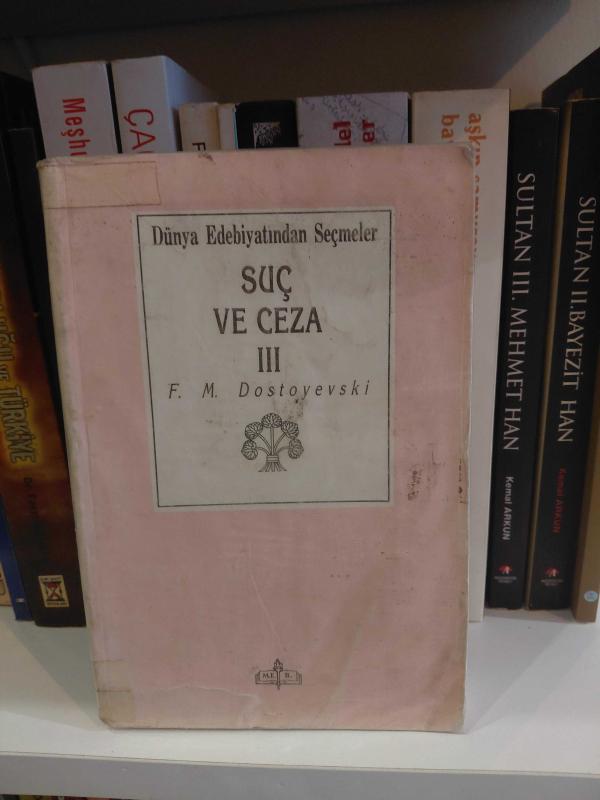 Dünya Edebiyatından Seçmeler
SUÇ
VE CEZA
III
F. M. Dostoyevski
M.E. B.
Meşhu
ÇA
F
aşkın
ba
SULTAN III. MEHMET HAN
Kemal ARKUN
SULTAN II.BAYEZİT HAN
Kemal ARKUN
VE TÜRKİYE